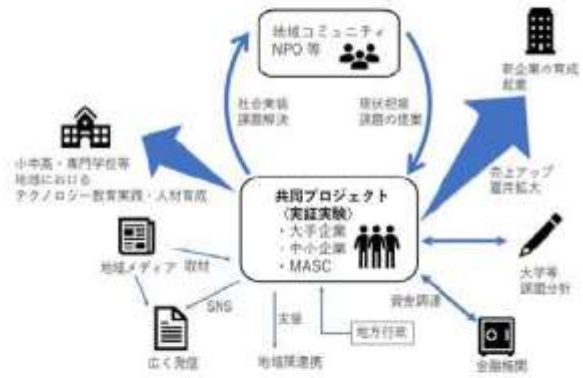 地域コミュニティ
NPO 等
新企業の育成
起業
社会実装
課題解決
現状把握
課題の提案
小中高・専門学校等
地域における
テクノロジー教育実践・人材育成
売上アップ
雇用拡大
共同プロジェクト
（実証実験）
・大手企業
・中小企業
・MASC
地域メディア
取材
大学等
課題分析
SNS
資金調達
支援
地方行政
広く発信
地域間連携
金融機関